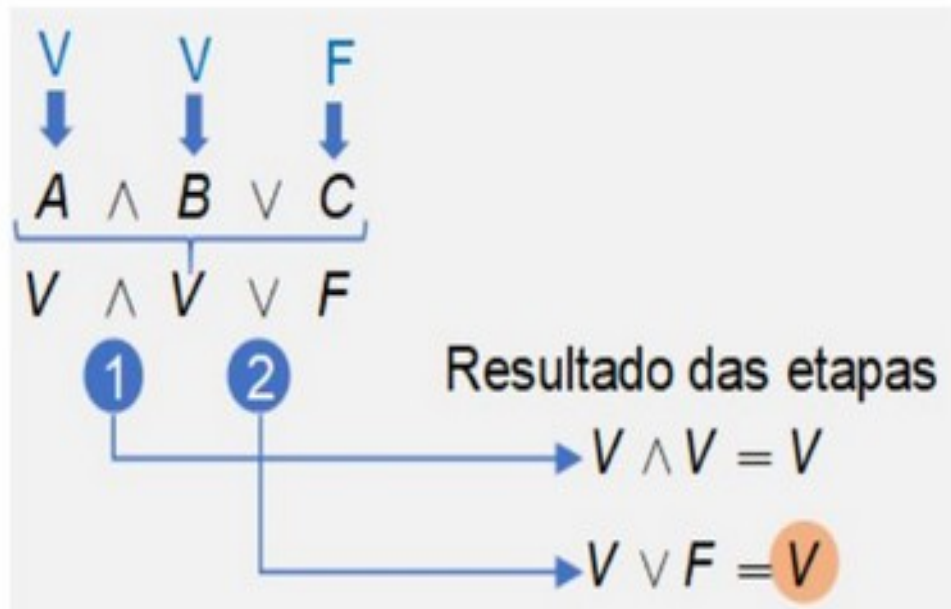 V V F
A ∧ B ∨ C
V ∧ V ∨ F
1 2
Resultado das etapas
V ∧ V = V
V ∨ F = V